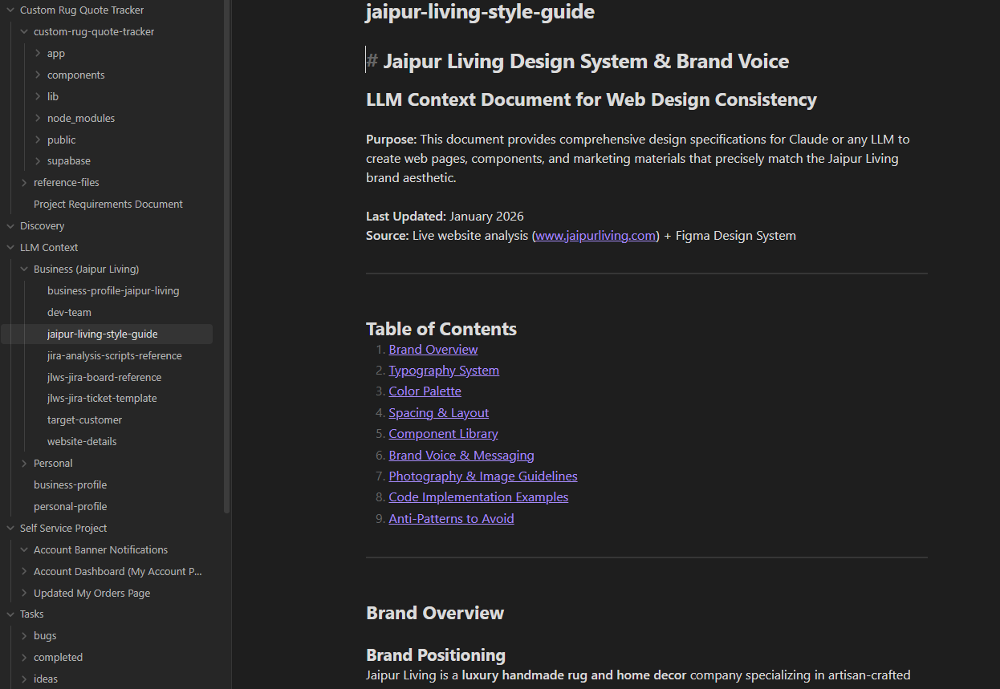 Custom Rug Quote Tracker
custom-rug-quote-tracker
app
components
lib
node_modules
public
supabase
reference-files
Project Requirements Document
Discovery
LLM Context
Business (Jaipur Living)
business-profile-jaipur-living
dev-team
jaipur-living-style-guide
jira-analysis-scripts-reference
jlws-jira-board-reference
jlws-jira-ticket-template
target-customer
website-details
Personal
business-profile
personal-profile
Self Service Project
Account Banner Notifications
Account Dashboard (My Account P...
Updated My Orders Page
Tasks
bugs
completed
ideas
jaipur-living-style-guide
# Jaipur Living Design System & Brand Voice
LLM Context Document for Web Design Consistency
Purpose: This document provides comprehensive design specifications for Claude or any LLM to
create web pages, components, and marketing materials that precisely match the Jaipur Living
brand aesthetic.
Last Updated: January 2026
Source: Live website analysis (www.jaipurliving.com) + Figma Design System
Table of Contents
1. Brand Overview
2. Typography System
3. Color Palette
4. Spacing & Layout
5. Component Library
6. Brand Voice & Messaging
7. Photography & Image Guidelines
8. Code Implementation Examples
9. Anti-Patterns to Avoid
Brand Overview
Brand Positioning
Jaipur Living is a luxury handmade rug and home decor company specializing in artisan-crafted